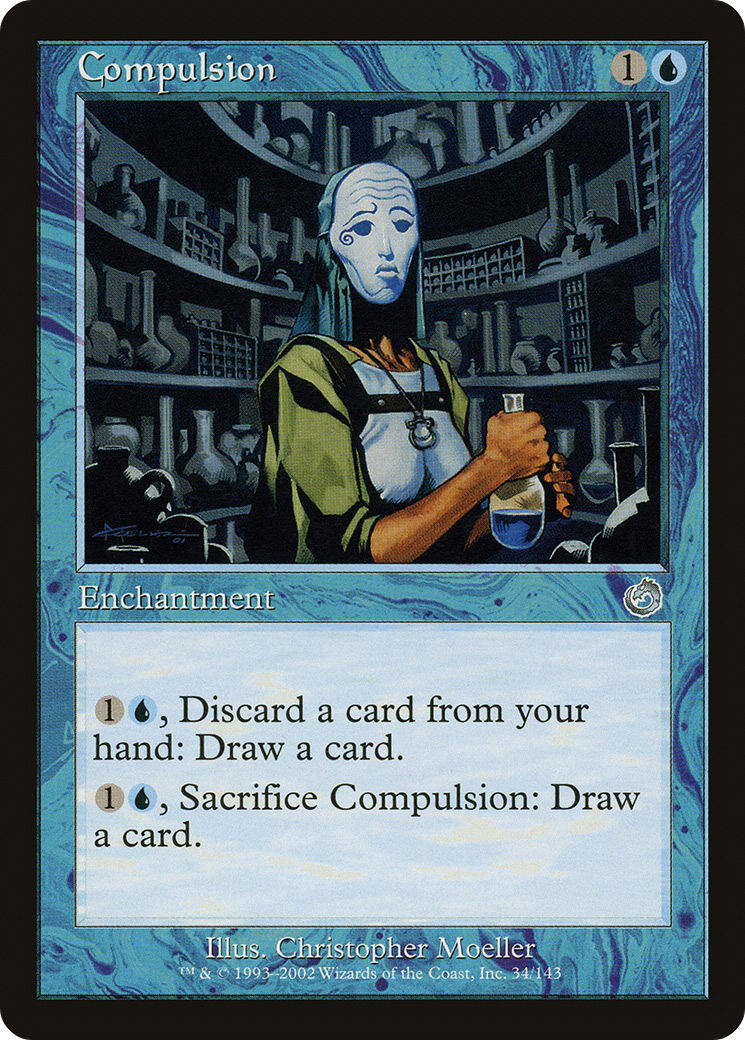 Compulsion 1
Enchantment
1, Discard a card from your
hand: Draw a card.
1, Sacrifice Compulsion: Draw
a card.
Illus. Christopher Moeller
™ & © 1993–2002 Wizards of the Coast, Inc. 34/143